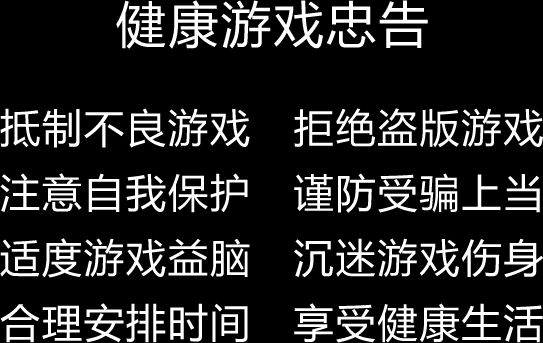 健康游戏忠告
抵制不良游戏 拒绝盗版游戏
注意自我保护 谨防受骗上当
适度游戏益脑 沉迷游戏伤身
合理安排时间 享受健康生活